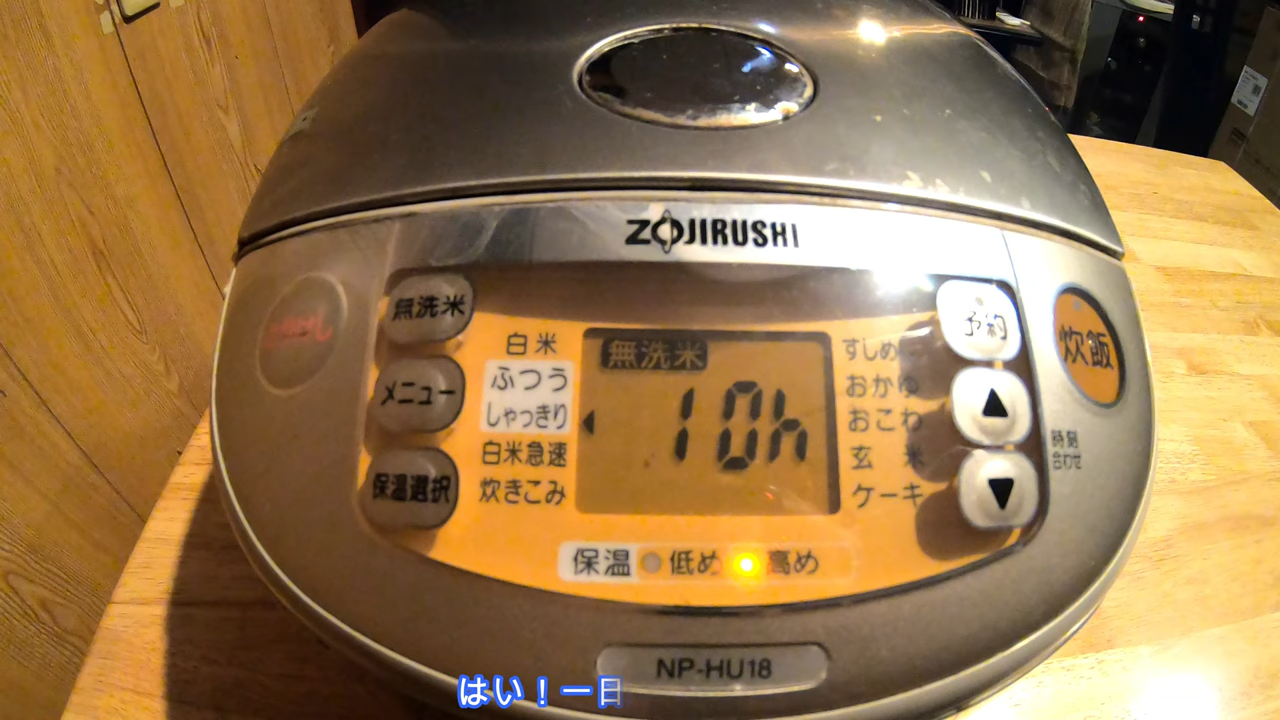 ZOJIRUSHI
無洗米
メニュー
保温選択
白米
ふつう
しゃっきり
白米急速
炊きこみ
無洗米
10h
すしめ
おかゆ
おこわ
玄米
ケーキ
予約
▲
▼
炊飯
時刻
合わせ
保温 低め 高め
NP-HU18
はい！一日